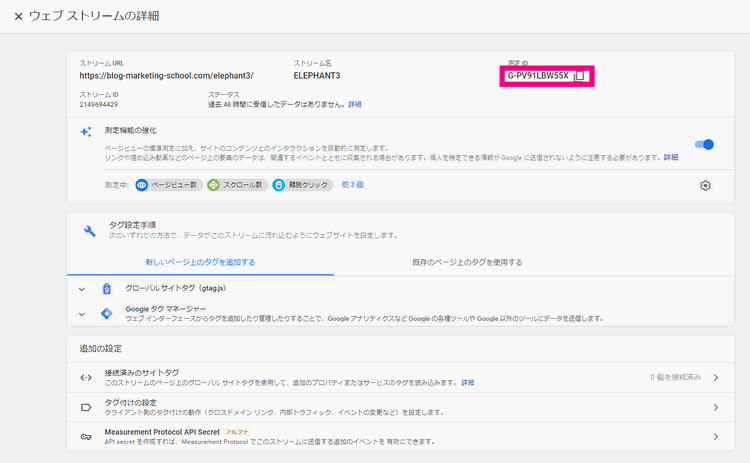 ウェブ ストリームの詳細
ストリーム URL
ストリーム名
測定 ID
https://blog-marketing-school.com/elephant3/
ELEPHANT3
G-PV91LBW55X
ストリーム ID
ステータス
2149694429
過去 48 時間に受信したデータはありません。詳細
測定機能の強化
ページビューの標準測定に加え、サイトのコンテンツとのインタラクションを自動的に測定します。
リンクや埋め込み動画などのページ上の要素のデータは、関連するイベントとともに収集される場合があります。個人を特定できる情報が Google に送信されないように注意する必要があります。詳細
測定中:
ページビュー数
スクロール数
離脱クリック
他 3 個
タグ設定手順
次のいずれかの方法で、データがこのストリームに流れ込むようにウェブサイトを設定します。
新しいページ上のタグを追加する
既存のページ上のタグを使用する
グローバル サイトタグ（gtag.js）
Google タグ マネージャー
ウェブ インターフェースからタグを追加したり管理したりすることで、Google アナリティクスなど Google の各種ツールや Google 以外のツールにデータを送信します。
追加の設定
接続済みのサイトタグ
このストリームのページ上のグローバル サイトタグを使用して、追加のプロパティまたはサービスのタグを読み込みます。詳細
0 個を接続済み
タグ付けの設定
クライアント側のタグ付けの動作（クロスドメイン リンク、内部トラフィック、イベントの変更など）を設定します。
Measurement Protocol API Secret アルファ
API secret を作成すれば、Measurement Protocol でこのストリームに送信する追加のイベントを 有効にできます。